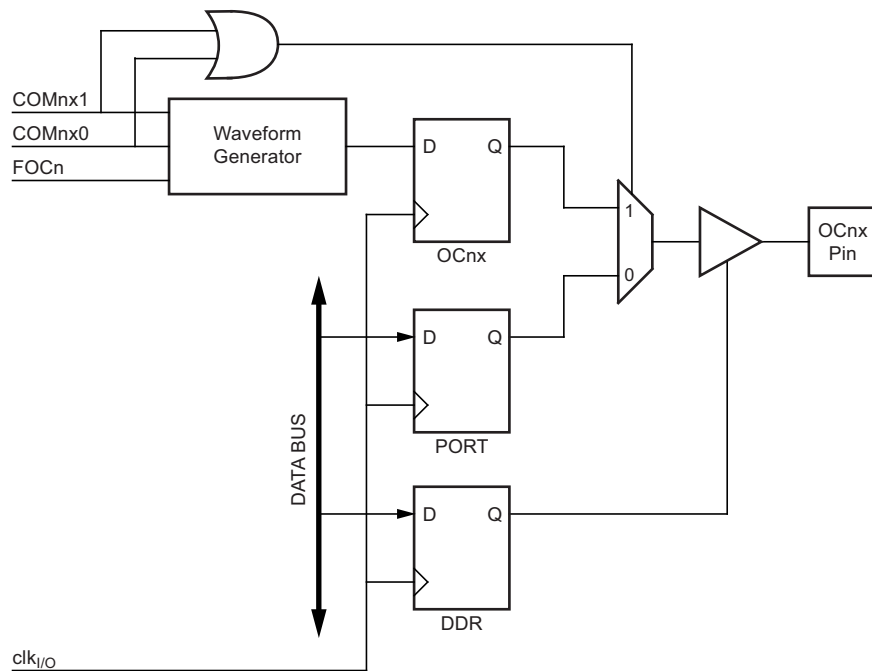 COMnx1
COMnx0
FOCn
Waveform
Generator
D
Q
OCnx
1
0
OCnx
Pin
D
Q
PORT
DATA BUS
D
Q
DDR
clkI/O